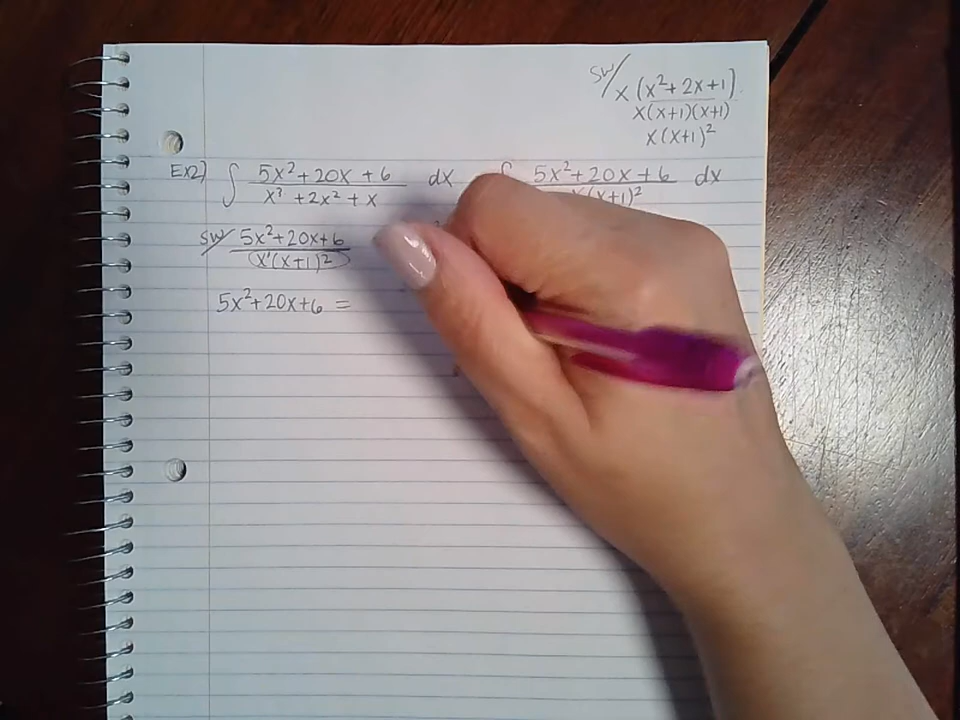 SW/ x(x²+2x+1)
x(x+1)(x+1)
x(x+1)²
Ex2) ∫ (5x²+20x+6)/(x³+2x²+x) dx ∫ (5x²+20x+6)/(x(x+1)²) dx
SW/ (5x²+20x+6)/(x¹(x+1)²)
5x²+20x+6 =